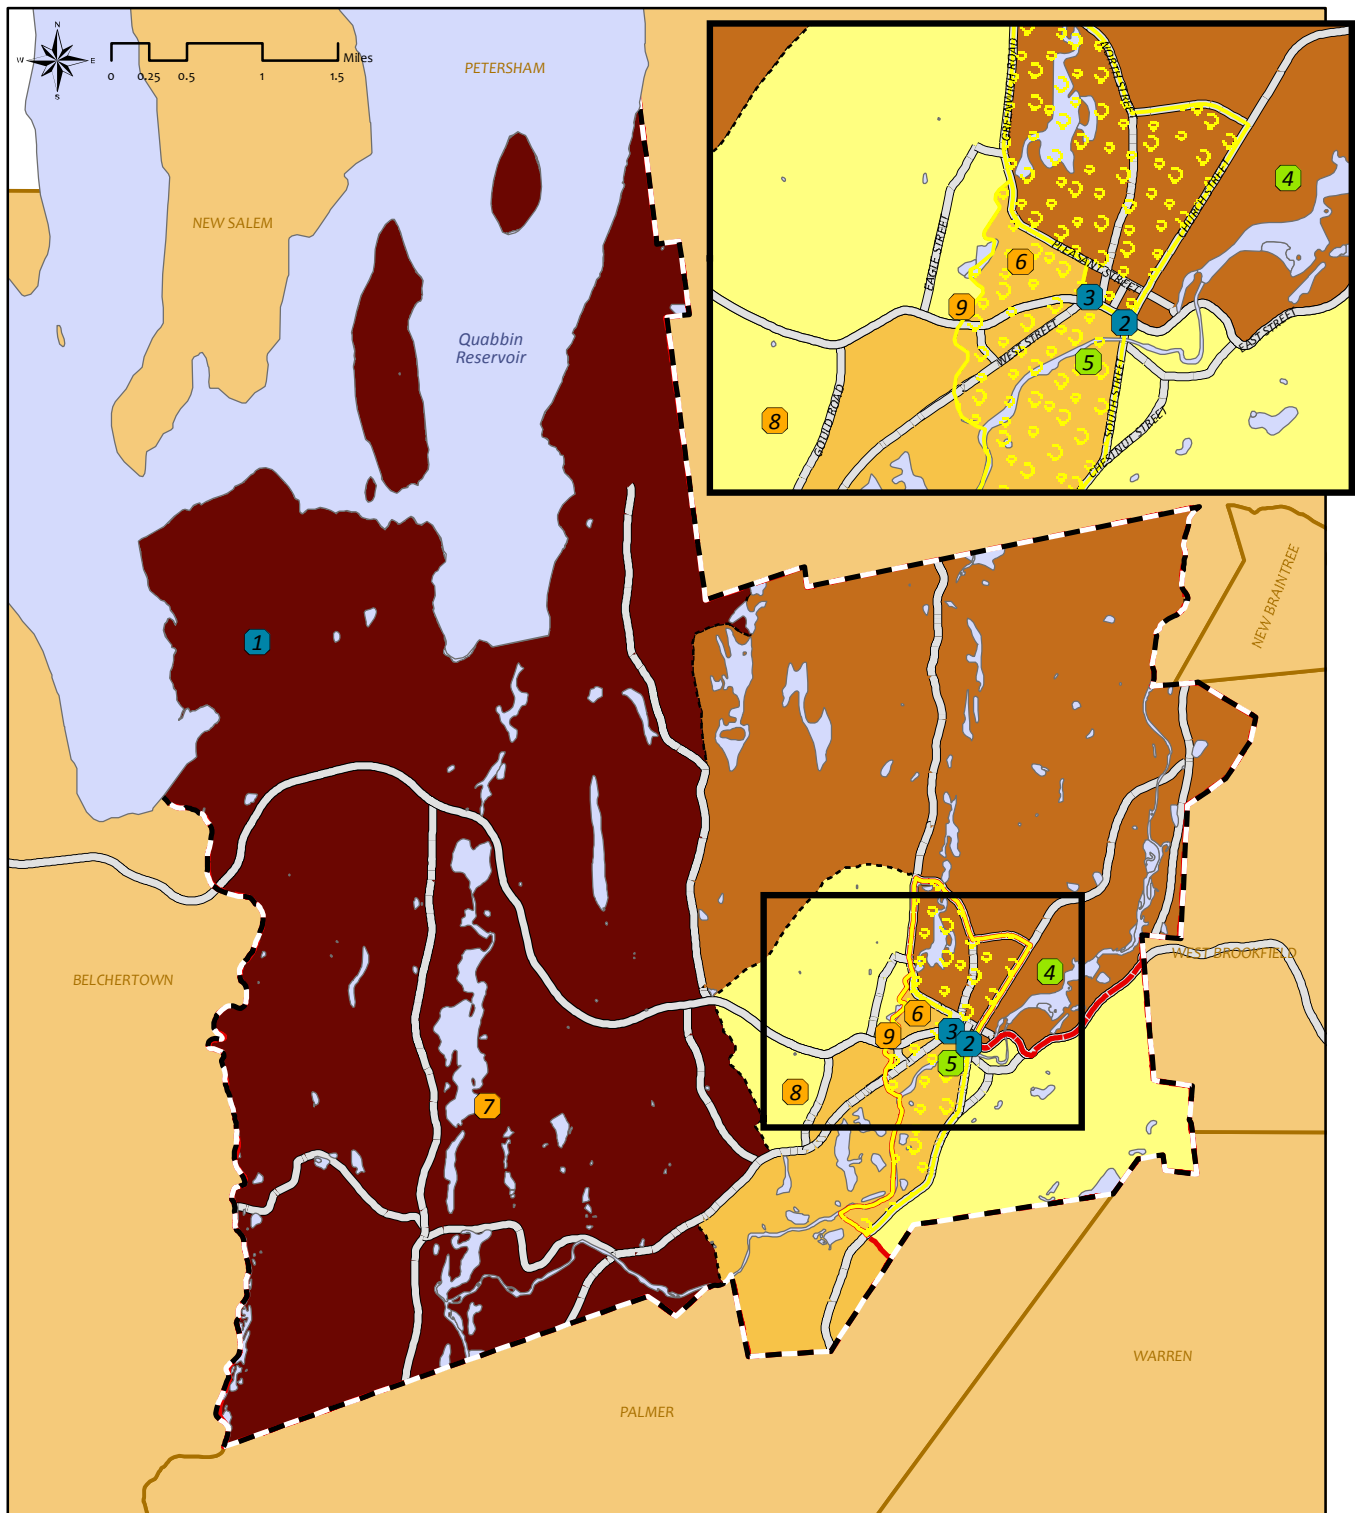 N
W
E
S
Miles
0
0.25
0.5
1
1.5
PETERSHAM
NEW SALEM
Quabbin
Reservoir
GREENWICH ROAD
NORTH STREET
CHURCH STREET
EAGLE STREET
PLEASANT STREET
WEST STREET
EAST STREET
SOUTH STREET
GOULD ROAD
CHESTNUT STREET
4
6
9
3
2
5
8
NEW BRAINTREE
1
WEST BROOKFIELD
BELCHERTOWN
4
6
9
3
2
5
8
7
WARREN
PALMER